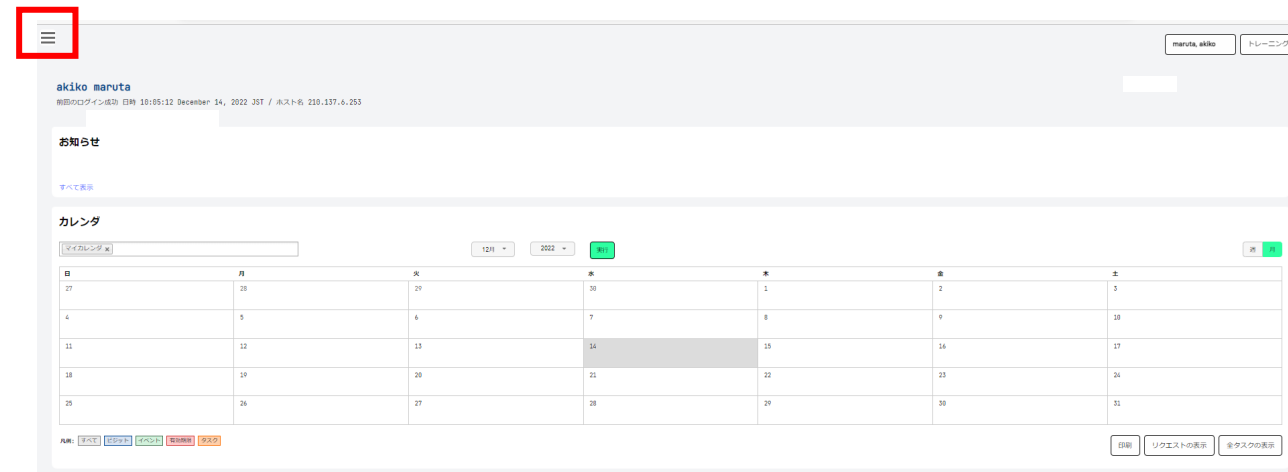 maruta, akiko トレーニング
akiko maruta
前回のログイン成功 日時 10:05:12 December 14, 2022 JST / ホスト名 210.137.6.253
お知らせ
すべて表示
カレンダ
マイカレンダ x 12月 2022 実行 週 月
日 月 火 水 木 金 土
27 28 29 30 1 2 3
4 5 6 7 8 9 10
11 12 13 14 15 16 17
18 19 20 21 22 23 24
25 26 27 28 29 30 31
凡例: すべて ビジット イベント 有効期限 タスク 印刷 リクエストの表示 全タスクの表示